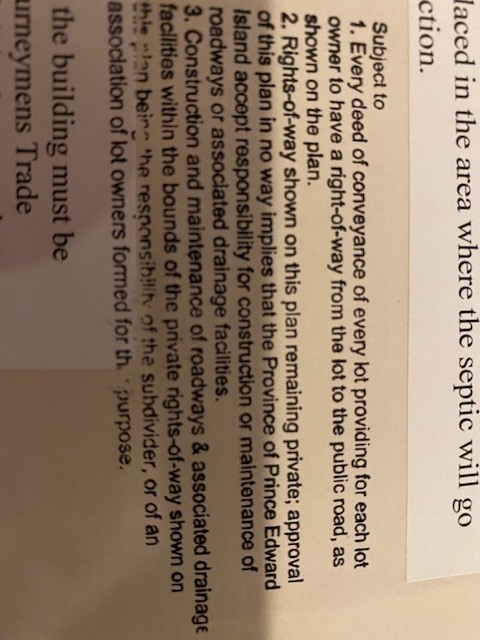 laced in the area where the septic will go
ction.
Subject to
1. Every deed of conveyance of every lot providing for each lot
owner to have a right-of-way from the lot to the public road, as
shown on the plan.
2. Rights-of-way shown on this plan remaining private; approval
of this plan in no way implies that the Province of Prince Edward
Island accept responsibility for construction or maintenance of
roadways or associated drainage facilities.
3. Construction and maintenance of roadways & associated drainage
facilities within the bounds of the private rights-of-way shown on
this plan being the responsibility of the subdivider, or of an
association of lot owners formed for purpose.
the building must be
urneymens Trade